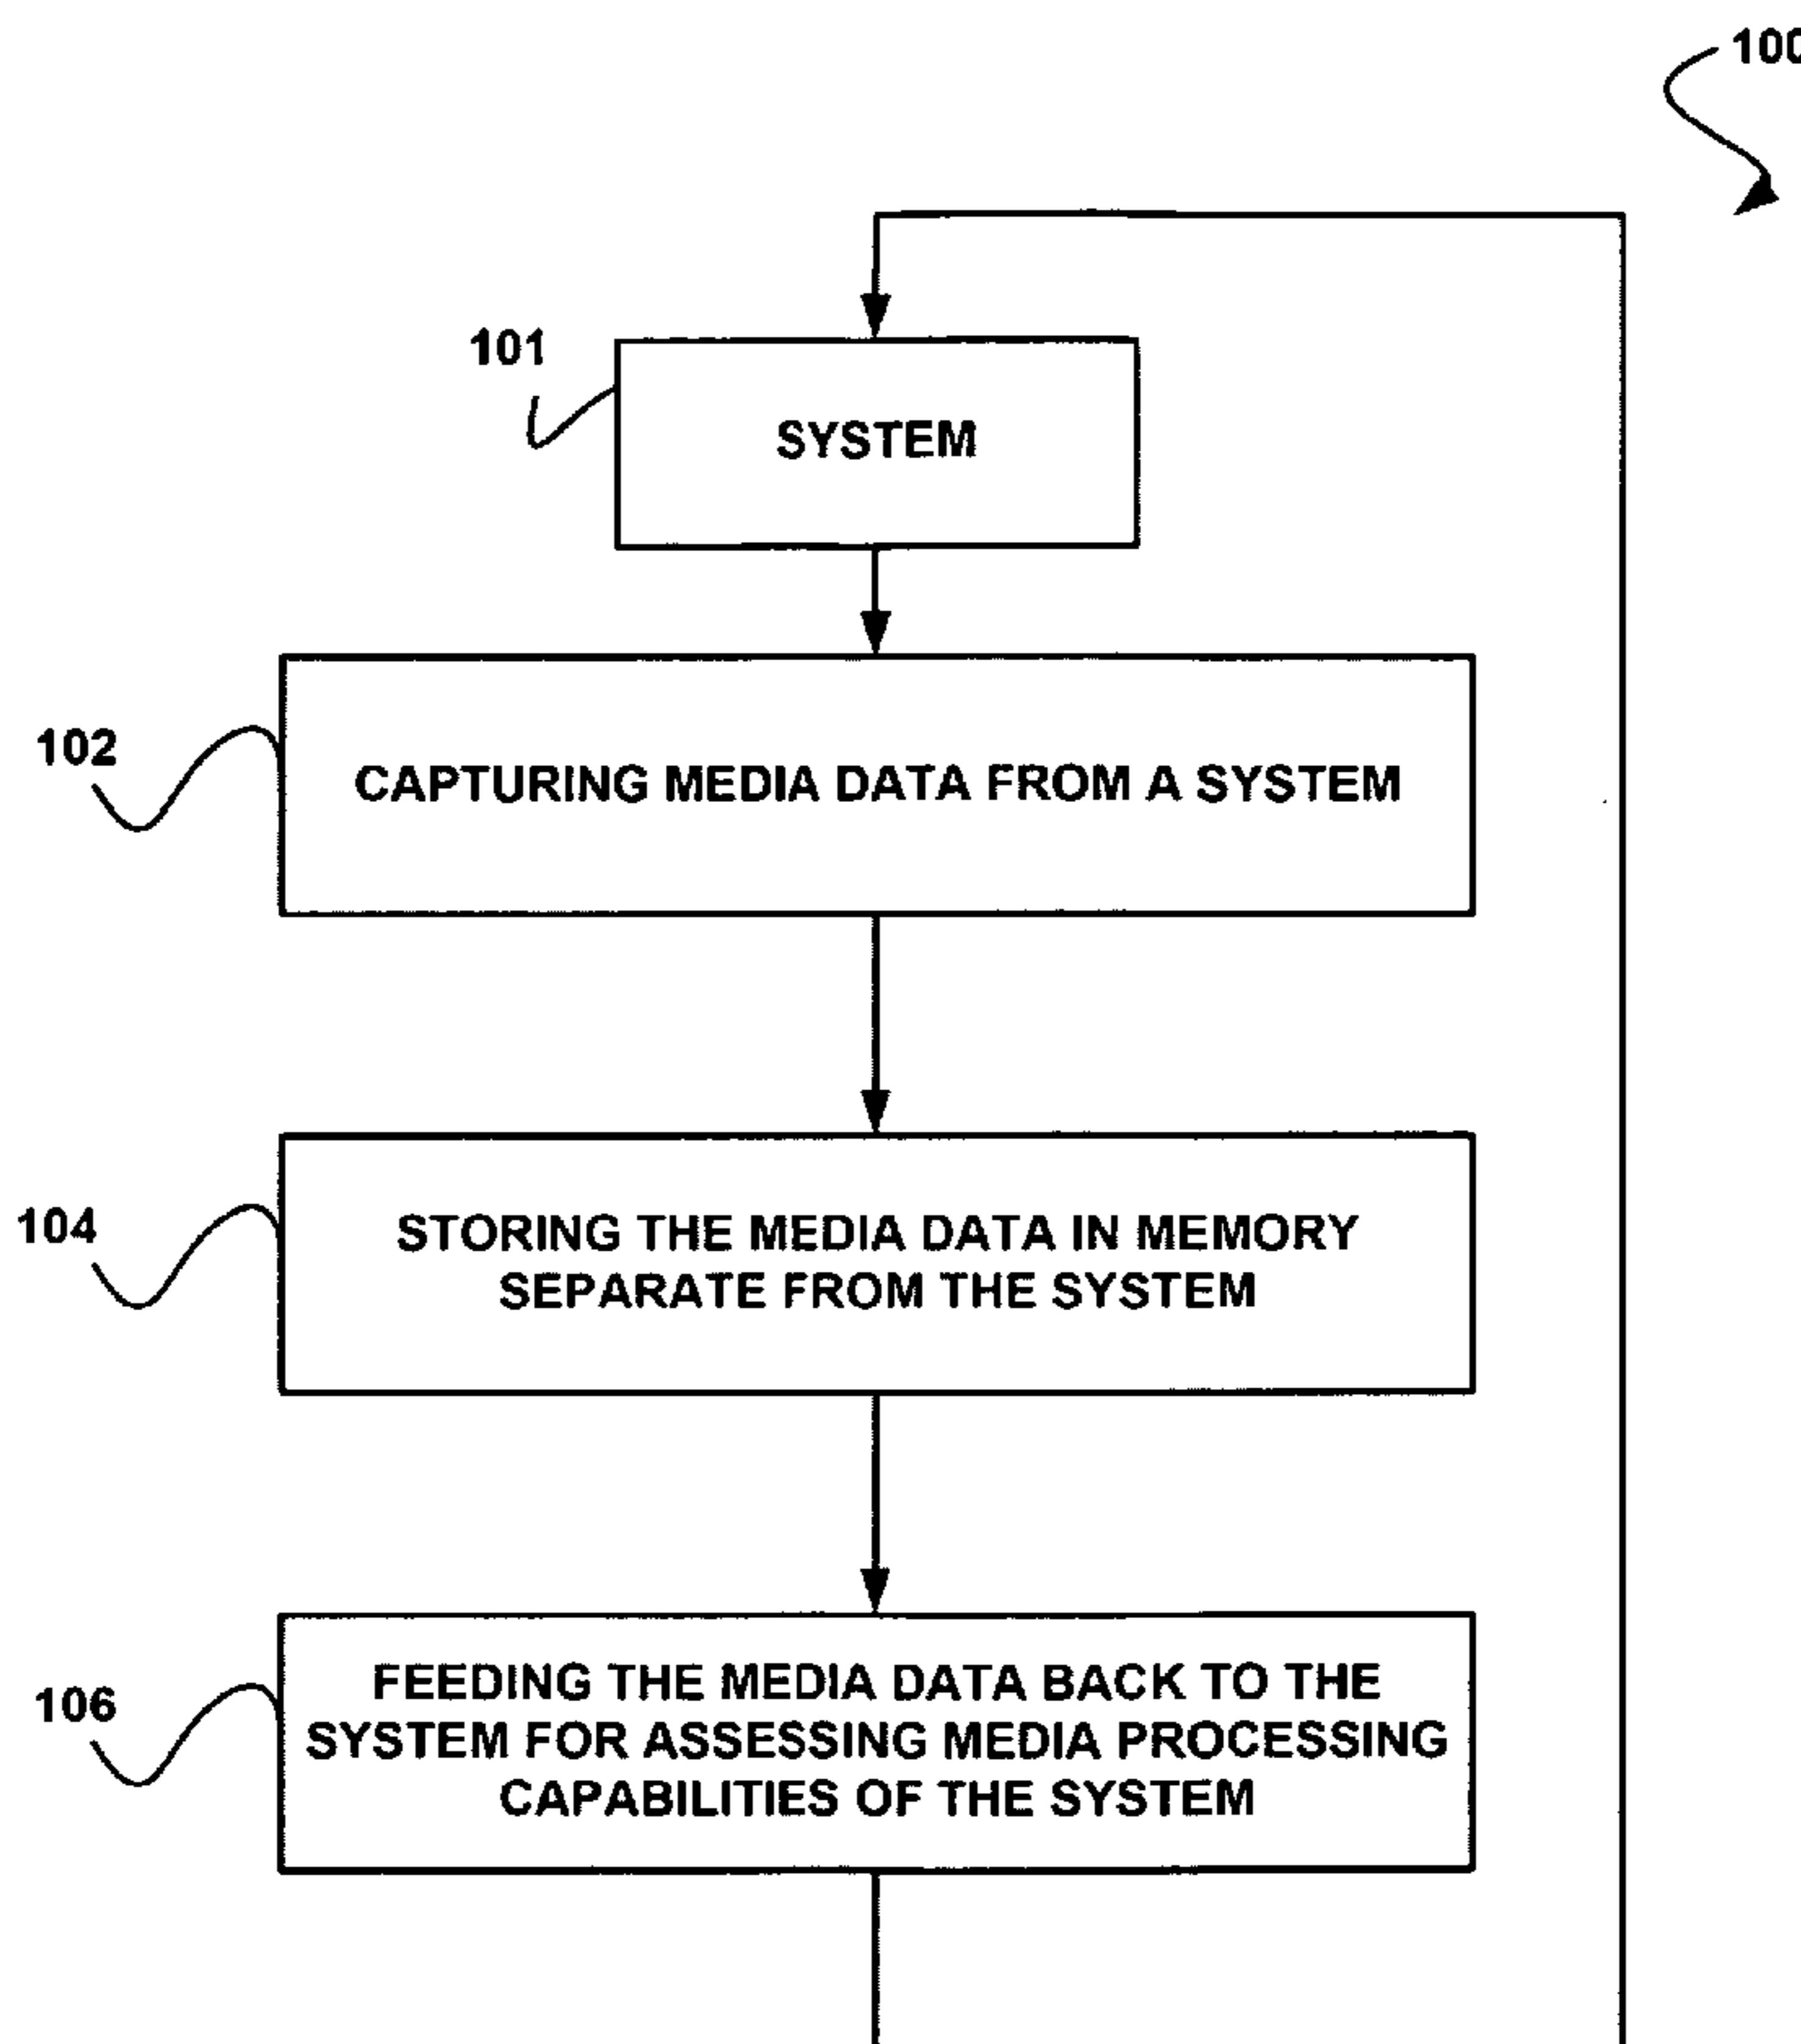 100
101
SYSTEM
102
CAPTURING MEDIA DATA FROM A SYSTEM
104
STORING THE MEDIA DATA IN MEMORY
SEPARATE FROM THE SYSTEM
106
FEEDING THE MEDIA DATA BACK TO THE
SYSTEM FOR ASSESSING MEDIA PROCESSING
CAPABILITIES OF THE SYSTEM